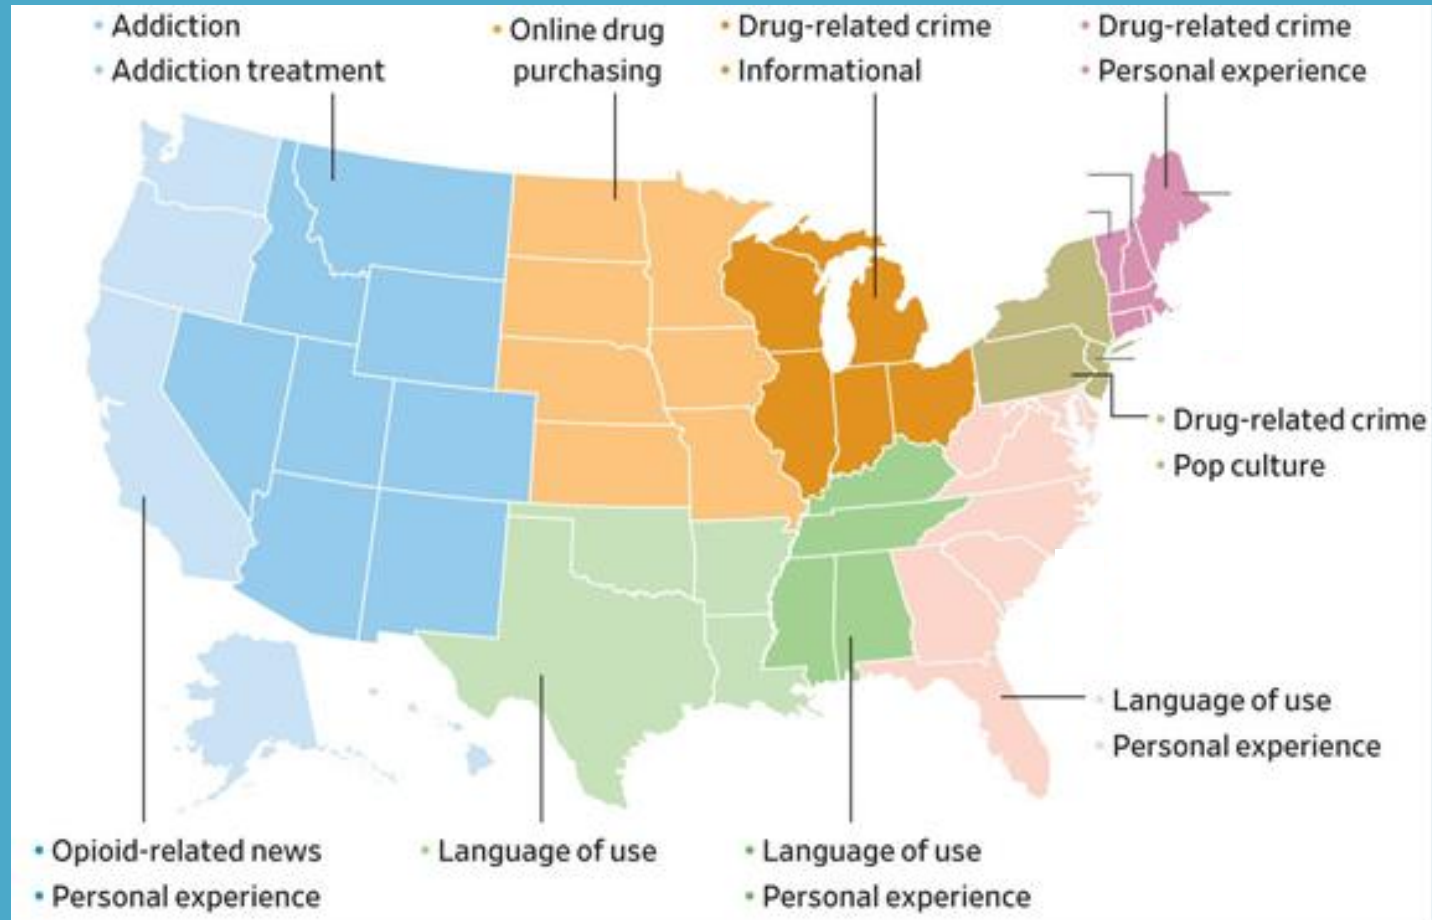 • Addiction
• Addiction treatment
• Online drug
purchasing
• Drug-related crime
• Informational
• Drug-related crime
• Personal experience
• Drug-related crime
• Pop culture
• Language of use
• Personal experience
• Opioid-related news
• Personal experience
• Language of use
• Language of use
• Personal experience